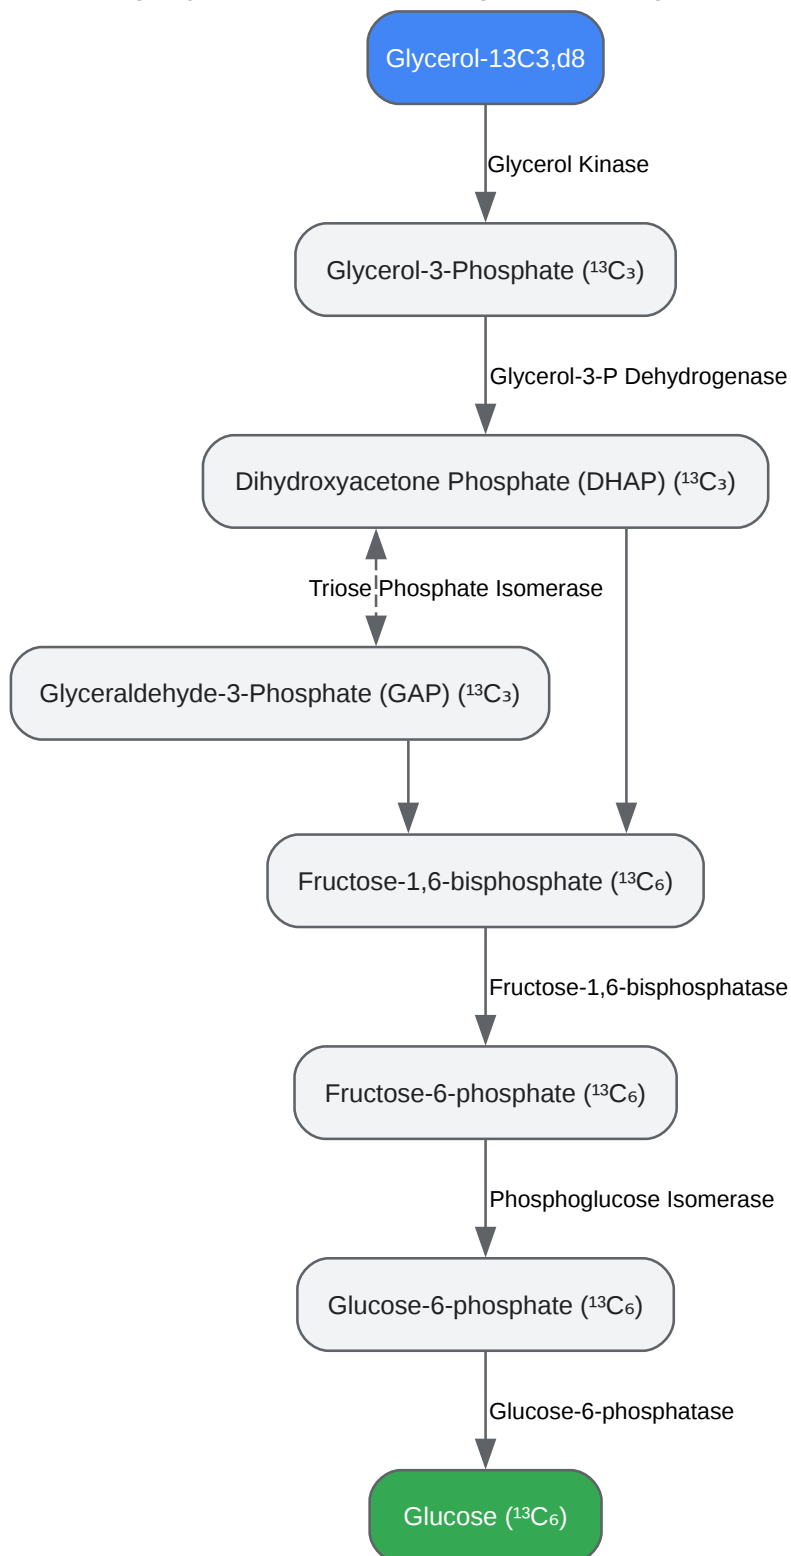 Glycerol-13C3,d8
Glycerol Kinase
Glycerol-3-Phosphate (¹³C₃)
Glycerol-3-P Dehydrogenase
Dihydroxyacetone Phosphate (DHAP) (¹³C₃)
Triose Phosphate Isomerase
Glyceraldehyde-3-Phosphate (GAP) (¹³C₃)
Fructose-1,6-bisphosphate (¹³C₆)
Fructose-1,6-bisphosphatase
Fructose-6-phosphate (¹³C₆)
Phosphoglucose Isomerase
Glucose-6-phosphate (¹³C₆)
Glucose-6-phosphatase
Glucose (¹³C₆)